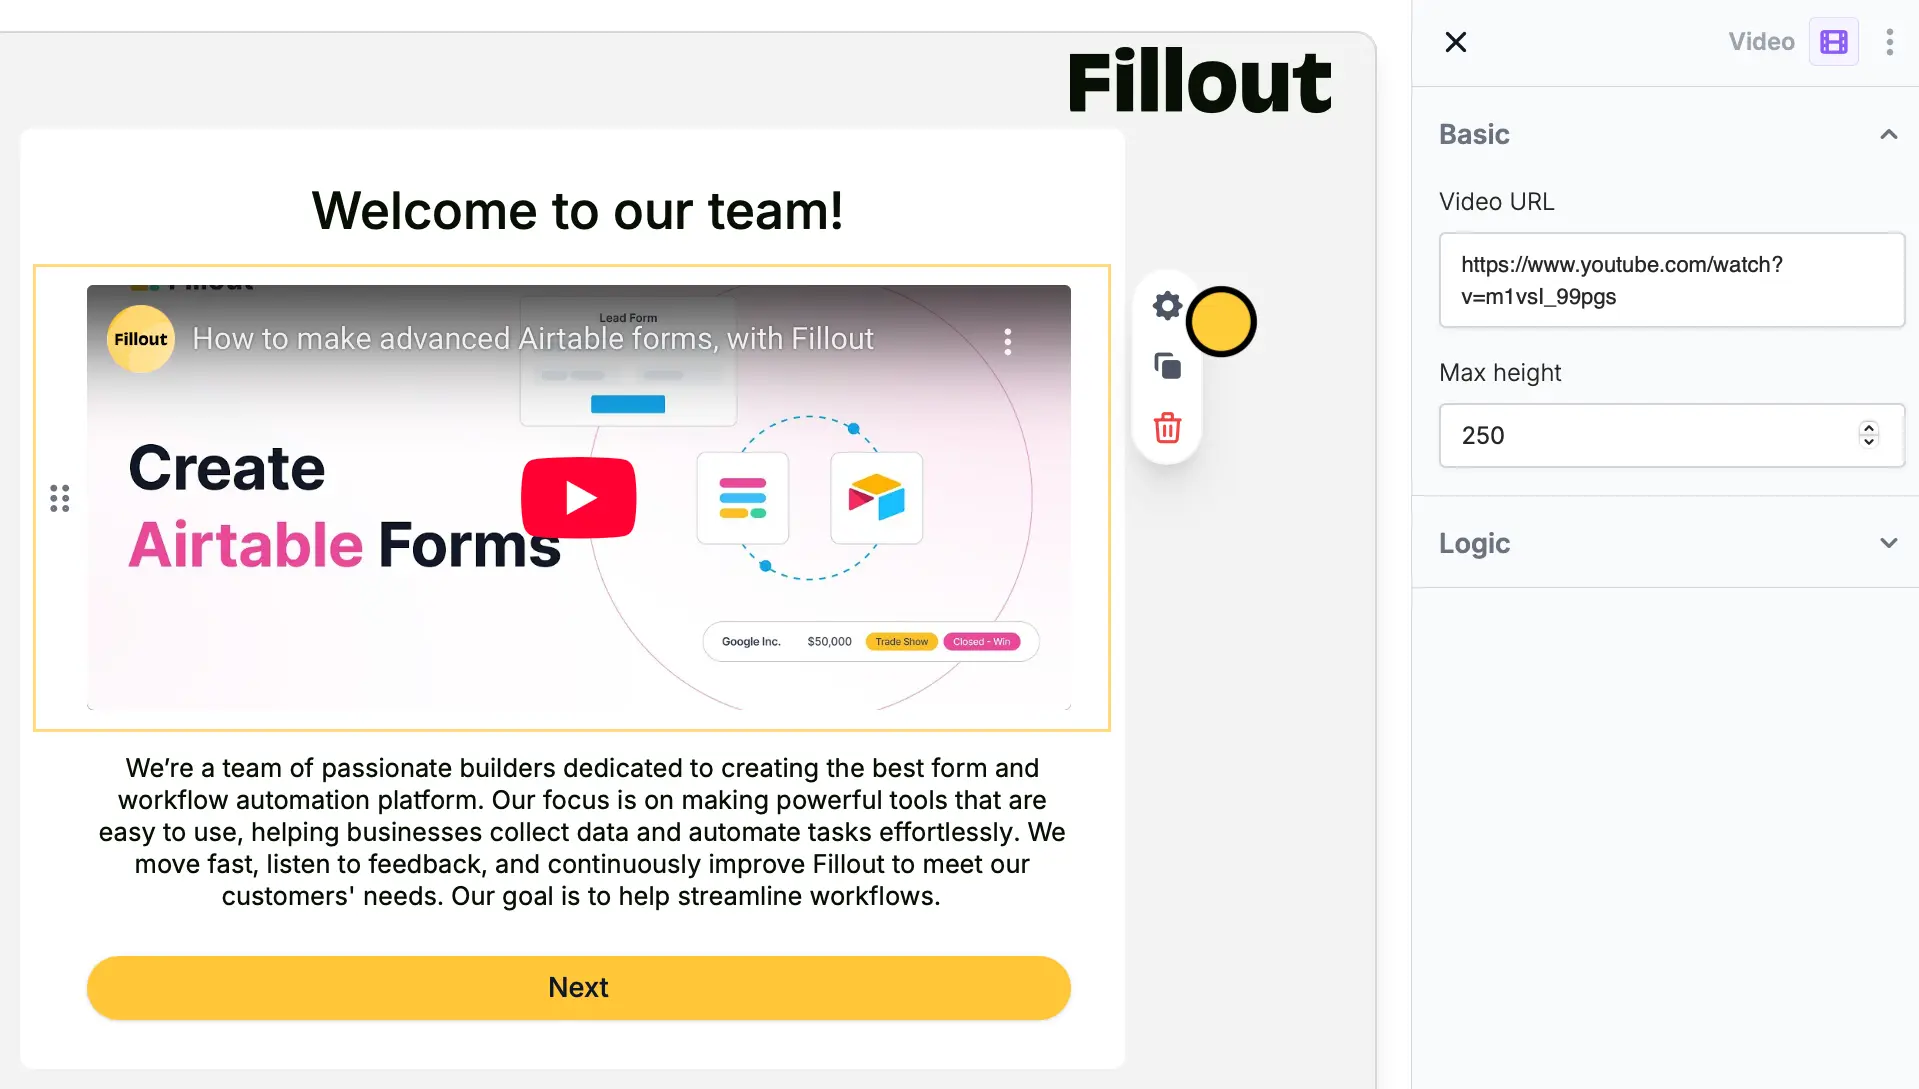 Fillout
Welcome to our team!
Fillout
How to make advanced Airtable forms, with Fillout
Lead Form
Create
Airtable Forms
Google Inc. $50,000 Trade Show Closed - Win
We’re a team of passionate builders dedicated to creating the best form and
workflow automation platform. Our focus is on making powerful tools that are
easy to use, helping businesses collect data and automate tasks effortlessly. We
move fast, listen to feedback, and continuously improve Fillout to meet our
customers' needs. Our goal is to help streamline workflows.
Next
Video
Basic
Video URL
https://www.youtube.com/watch?
v=m1vsI_99pgs
Max height
250
Logic